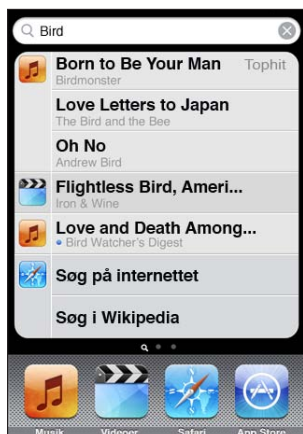 Bird
Born to Be Your Man Tophit
Birdmonster
Love Letters to Japan
The Bird and the Bee
Oh No
Andrew Bird
Flightless Bird, Ameri...
Iron & Wine
Love and Death Among...
Bird Watcher's Digest
Søg på internettet
Søg i Wikipedia
Musik Videoer Safari App Store